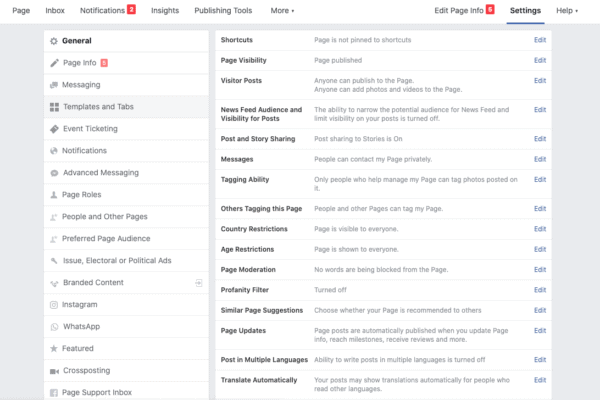 Page Inbox Notifications 2 Insights Publishing Tools More Edit Page Info 5 Settings Help
General
Page Info 5
Messaging
Templates and Tabs
Event Ticketing
Notifications
Advanced Messaging
Page Roles
People and Other Pages
Preferred Page Audience
Issue, Electoral or Political Ads
Branded Content
Instagram
WhatsApp
Featured
Crossposting
Page Support Inbox
Shortcuts Page is not pinned to shortcuts Edit
Page Visibility Page published Edit
Visitor Posts Anyone can publish to the Page. Edit
Anyone can add photos and videos to the Page.
News Feed Audience and The ability to narrow the potential audience for News Feed and Edit
Visibility for Posts limit visibility on your posts is turned off.
Post and Story Sharing Post sharing to Stories is On Edit
Messages People can contact my Page privately. Edit
Tagging Ability Only people who help manage my Page can tag photos posted on Edit
it.
Others Tagging this Page People and other Pages can tag my Page. Edit
Country Restrictions Page is visible to everyone. Edit
Age Restrictions Page is shown to everyone. Edit
Page Moderation No words are being blocked from the Page. Edit
Profanity Filter Turned off Edit
Similar Page Suggestions Choose whether your Page is recommended to others Edit
Page Updates Page posts are automatically published when you update Page Edit
info, reach milestones, receive reviews and more.
Post in Multiple Languages Ability to write posts in multiple languages is turned off Edit
Translate Automatically Your posts may show translations automatically for people who Edit
read other languages.